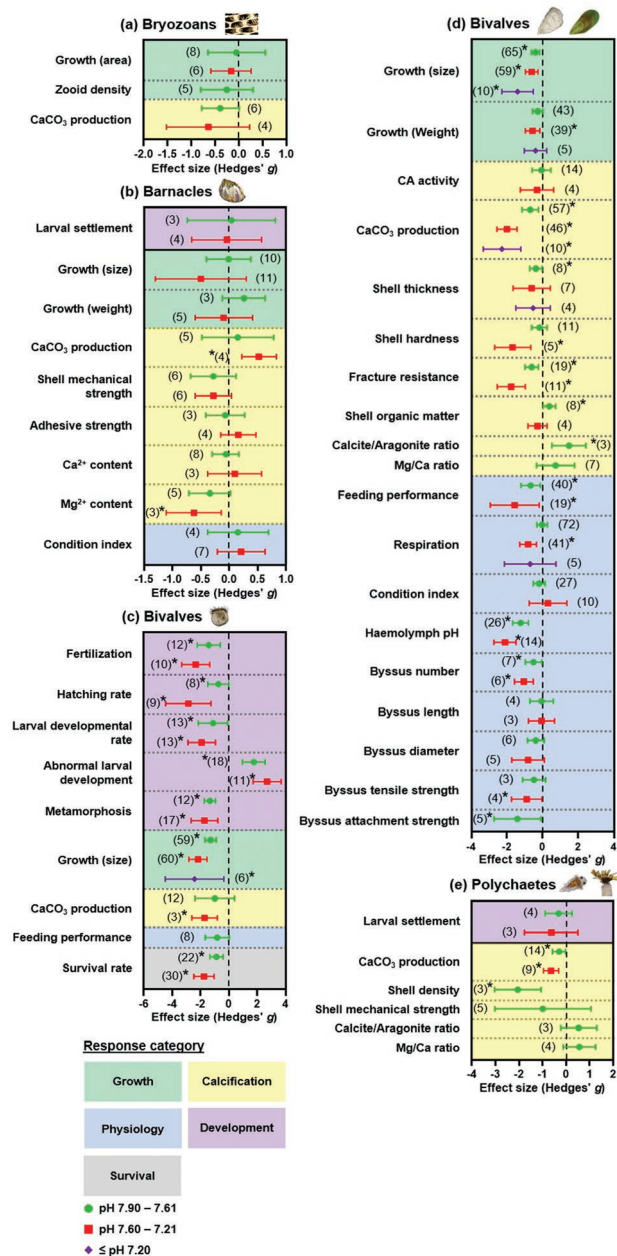 (a) Bryozoans
Growth (area)
(8)
(6)
Zooid density
(5)
CaCO₃ production
(6)
(4)
-2.0 -1.5 -1.0 -0.5 0.0 0.5 1.0
Effect size (Hedges' g)
(b) Barnacles
Larval settlement
(3)
(4)
Growth (size)
(10)
(11)
Growth (weight)
(3)
(5)
CaCO₃ production
(5)
*(4)
Shell mechanical
strength
(6)
(6)
Adhesive strength
(3)
(4)
Ca²⁺ content
(8)
(3)
Mg²⁺ content
(5)
(3)*
Condition index
(4)
(7)
-1.5 -1.0 -0.5 0.0 0.5 1.0
Effect size (Hedges' g)
(c) Bivalves
Fertilization
(12)*
(10)*
Hatching rate
(8)*
(9)*
Larval developmental
rate
(13)*
(13)*
Abnormal larval
development
*(18)
(11)*
Metamorphosis
(12)*
(17)*
Growth (size)
(59)*
(60)*
(6)*
CaCO₃ production
(12)
(3)*
Feeding performance
(8)
Survival rate
(22)*
(30)*
-6 -4 -2 0 2 4
Effect size (Hedges' g)
Response category
Growth Calcification
Physiology Development
Survival
pH 7.90 – 7.61
pH 7.60 – 7.21
≤ pH 7.20
(d) Bivalves
Growth (size)
(65)*
(59)*
(10)*
Growth (Weight)
(43)
(39)*
(5)
CA activity
(14)
(4)
CaCO₃ production
(57)*
(46)*
(10)*
Shell thickness
(8)*
(7)
(4)
Shell hardness
(11)
(5)*
Fracture resistance
(19)*
(11)*
Shell organic matter
(8)*
(4)
Calcite/Aragonite ratio
*(3)
Mg/Ca ratio
(7)
Feeding performance
(40)*
(19)*
Respiration
(72)
(41)*
(5)
Condition index
(27)
(10)
Haemolymph pH
(26)*
*(14)
Byssus number
(7)*
(6)*
Byssus length
(4)
(3)
Byssus diameter
(6)
(5)
Byssus tensile strength
(3)
(4)*
Byssus attachment strength
(5)*
-4 -2 0 2 4
Effect size (Hedges' g)
(e) Polychaetes
Larval settlement
(4)
(3)
CaCO₃ production
(14)*
(9)*
Shell density
(3)*
Shell mechanical strength
(5)
Calcite/Aragonite ratio
(3)
Mg/Ca ratio
(4)
-4 -3 -2 -1 0 1 2
Effect size (Hedges' g)